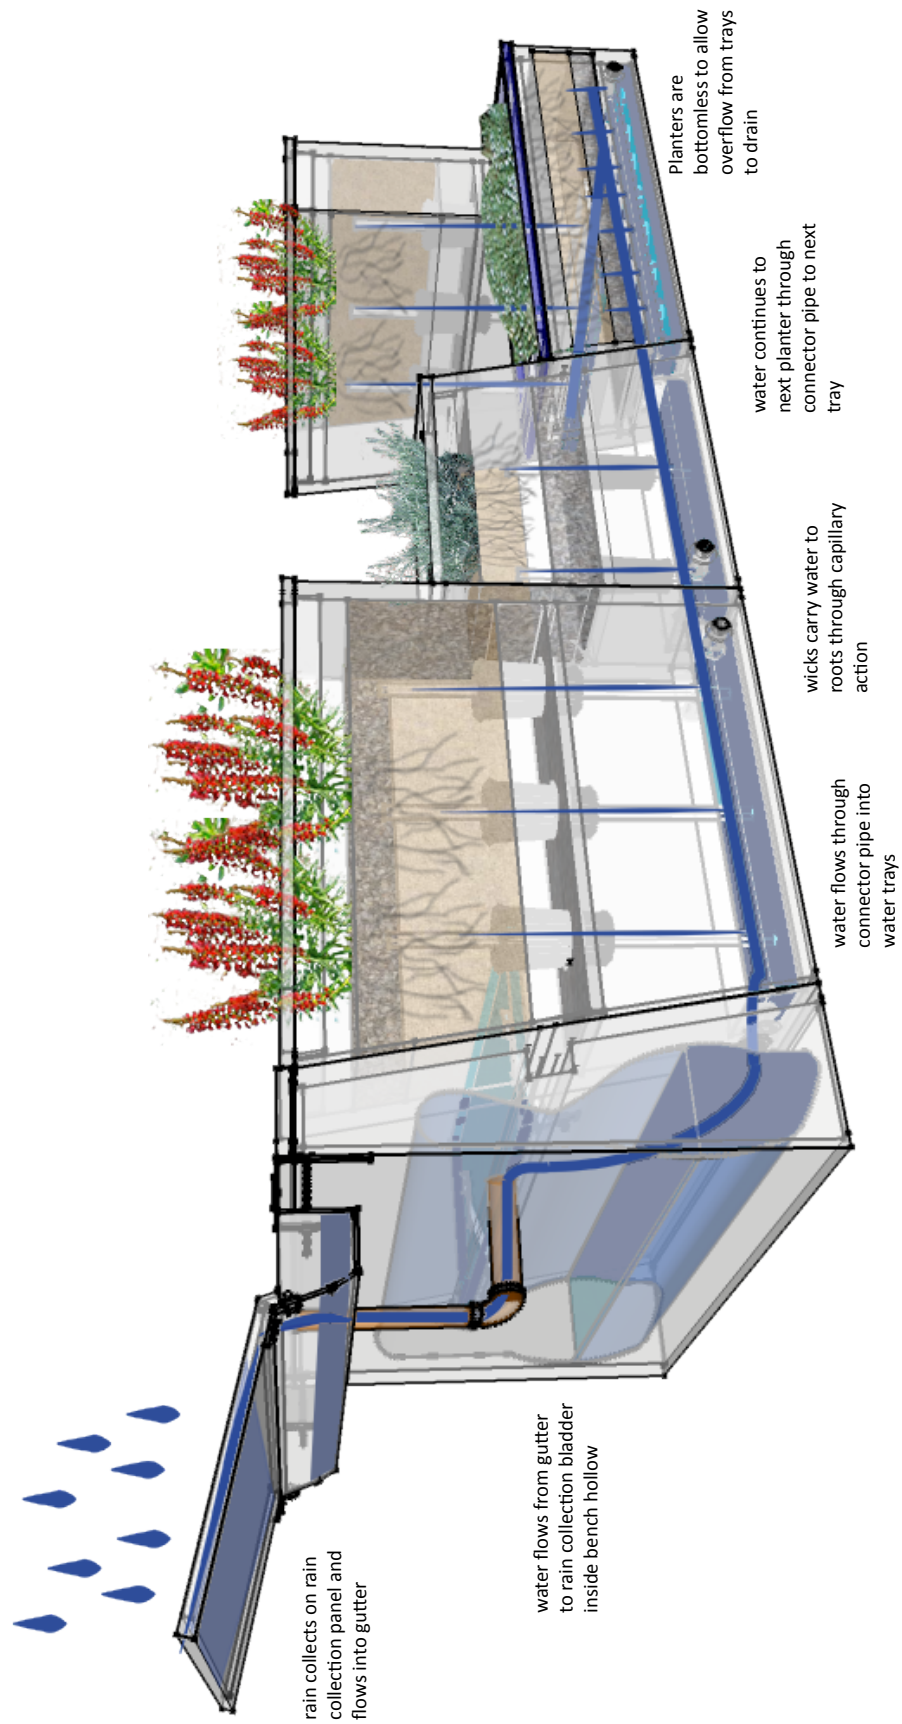 rain collects on rain
collection panel and
flows into gutter
water flows from gutter
to rain collection bladder
inside bench hollow
water flows through
connector pipe into
water trays
wicks carry water to
roots through capillary
action
water continues to
next planter through
connector pipe to next
tray
Planters are
bottomless to allow
overflow from trays
to drain